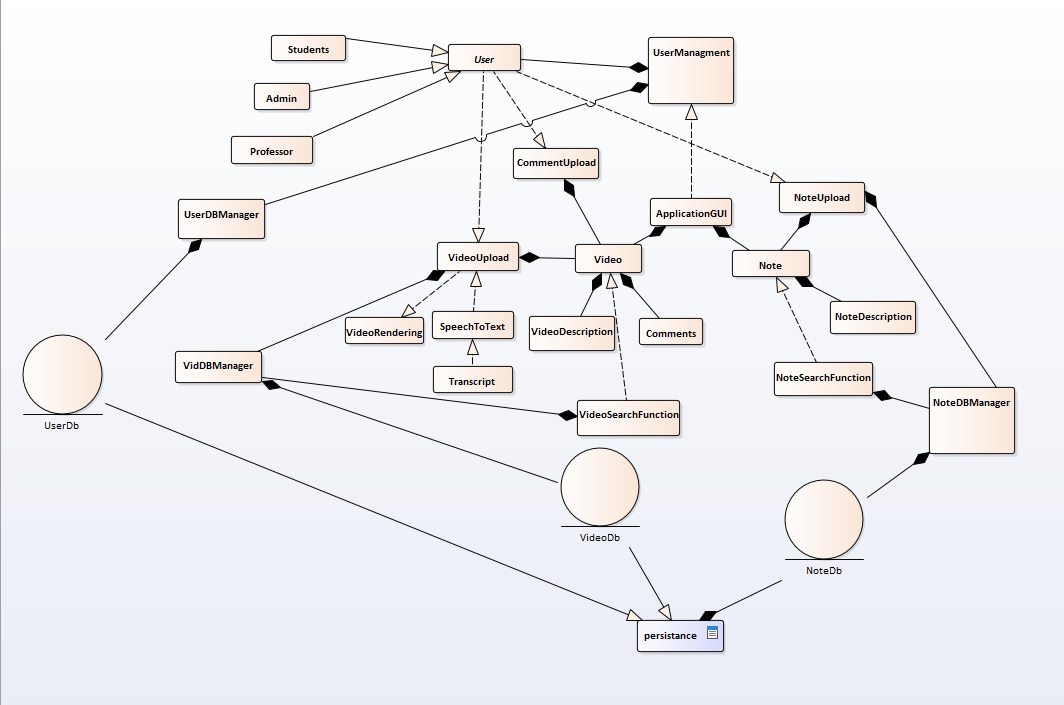 Students
User
UserManagment
Admin
Professor
CommentUpload
NoteUpload
UserDBManager
ApplicationGUI
VideoUpload
Video
Note
VideoRendering
SpeechToText
VideoDescription
Comments
NoteDescription
VidDBManager
Transcript
NoteSearchFunction
VideoSearchFunction
NoteDBManager
UserDb
VideoDb
NoteDb
persistance